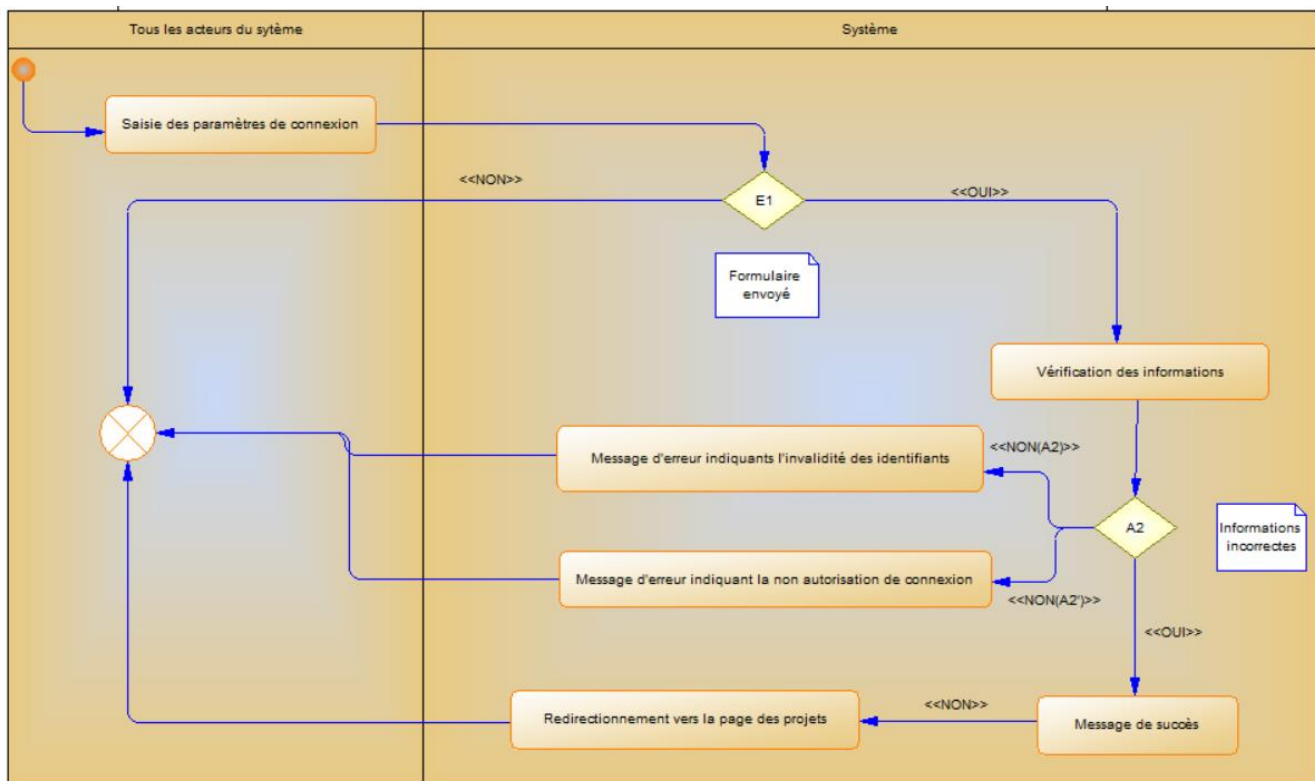 Tous les acteurs du sytème
Système
Saisie des paramètres de connexion
<<NON>>
E1
<<OUI>>
Formulaire
envoyé
Vérification des informations
Message d'erreur indiquants l'invalidité des identifiants
<<NON(A2)>>
A2
Informations
incorrectes
Message d'erreur indiquant la non autorisation de connexion
<<NON(A2')>>
<<OUI>>
Redirectionnement vers la page des projets
<<NON>>
Message de succès